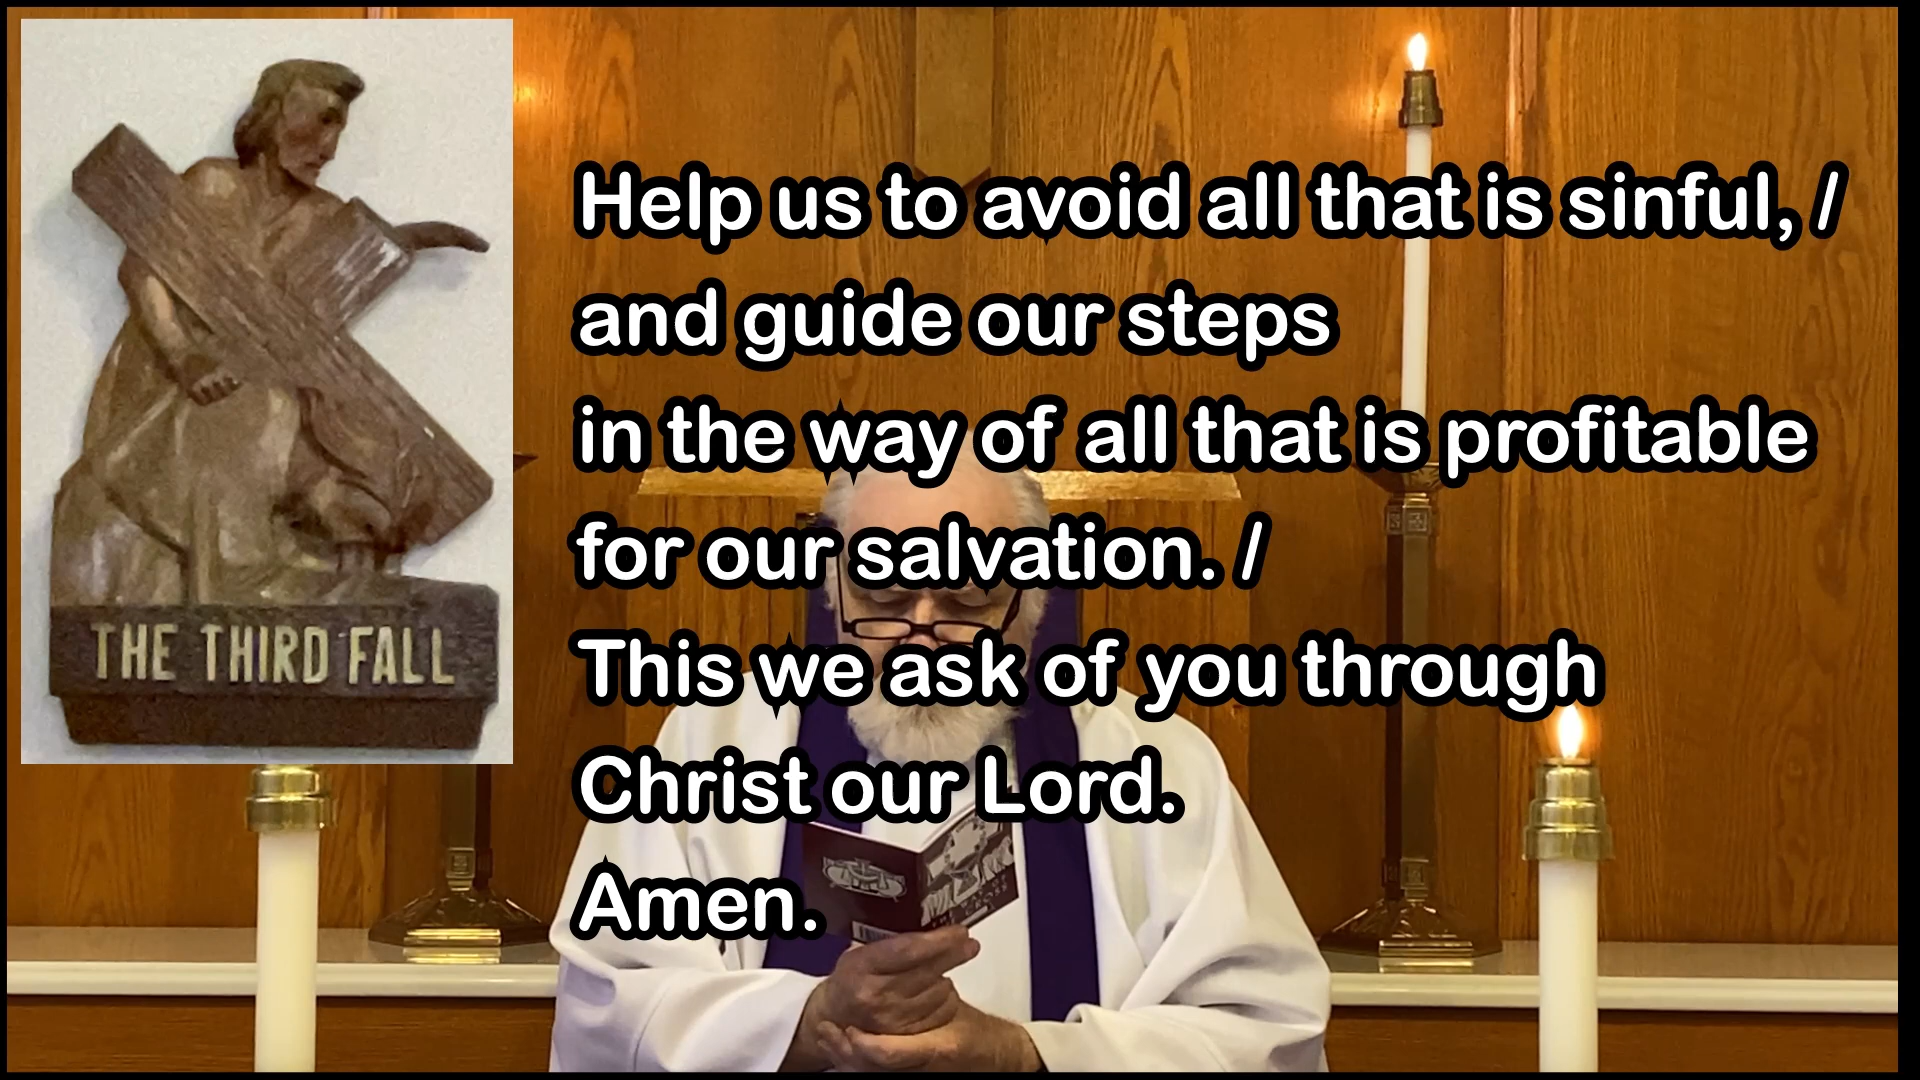 THE THIRD FALL
Help us to avoid all that is sinful, /
and guide our steps
in the way of all that is profitable
for our salvation. /
This we ask of you through
Christ our Lord.
Amen.